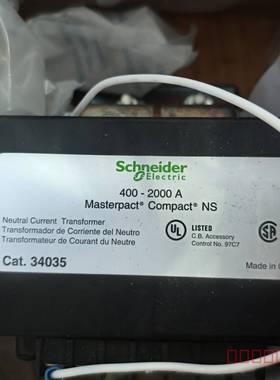 Schneider
Electric
400 - 2000 A
Masterpact® Compact® NS
Neutral Current Transformer
Transformador de Corriente del Neutro
Transformateur de Courant du Neutre
UL
LISTED
C.B. Accessory
Control No. 97C7
Cat. 34035
Made in